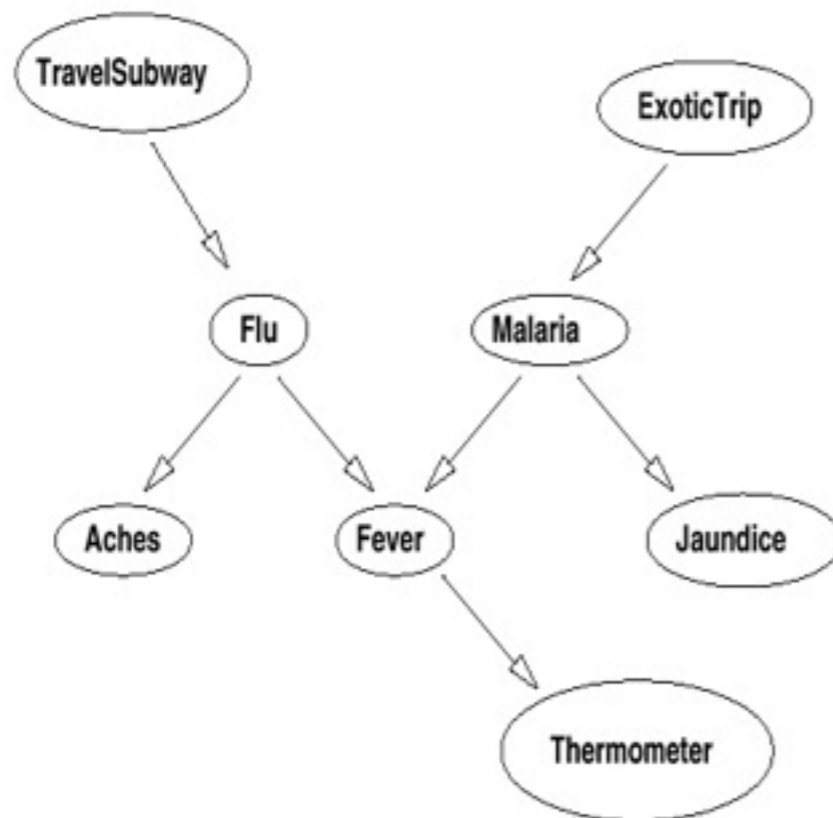 TravelSubway
ExoticTrip
Flu
Malaria
Aches
Fever
Jaundice
Thermometer